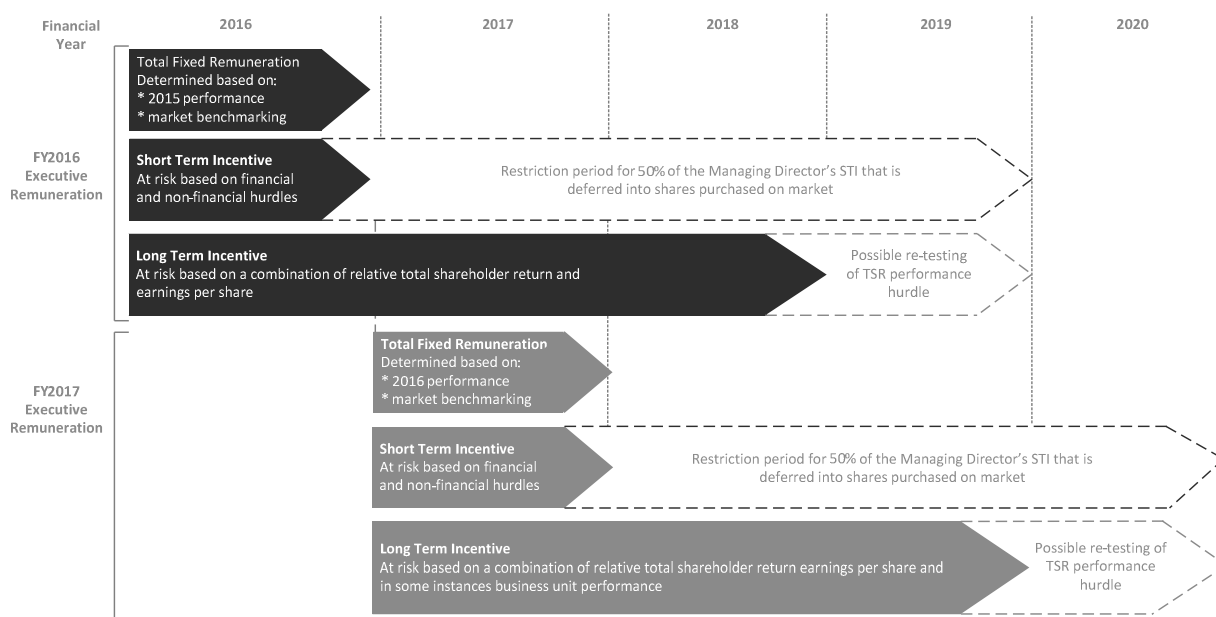 Financial
Year
2016
2017
2018
2019
2020
FY2016
Executive
Remuneration
Total Fixed Remuneration
Determined based on:
* 2015 performance
* market benchmarking
Short Term Incentive
At risk based on financial
and non-financial hurdles
Restriction period for 50% of the Managing Director's STI that is
deferred into shares purchased on market
Long Term Incentive
At risk based on a combination of relative total shareholder return and
earnings per share
Possible re-testing
of TSR performance
hurdle
FY2017
Executive
Remuneration
Total Fixed Remuneration
Determined based on:
* 2016 performance
* market benchmarking
Short Term Incentive
At risk based on financial
and non-financial hurdles
Restriction period for 50% of the Managing Director's STI that is
deferred into shares purchased on market
Long Term Incentive
At risk based on a combination of relative total shareholder return earnings per share and
in some instances business unit performance
Possible re-testing of
TSR performance
hurdle